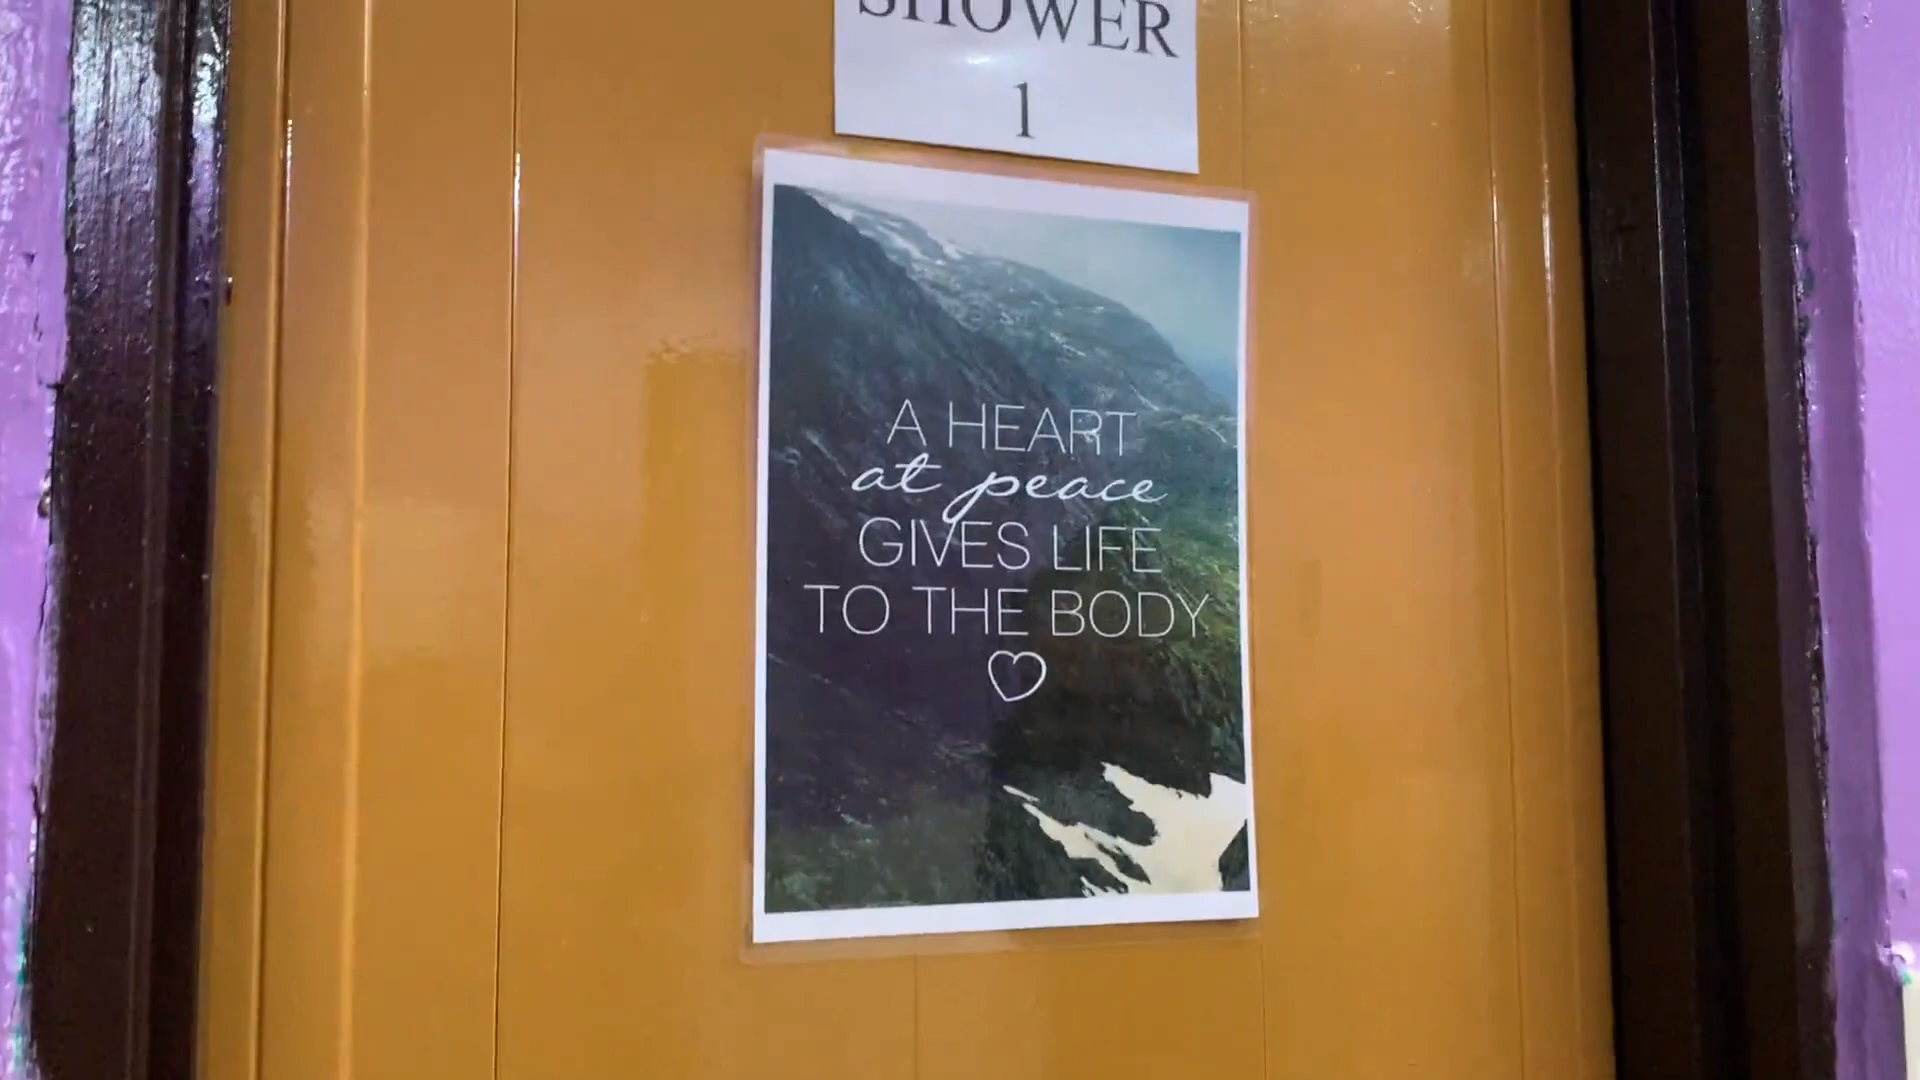 SHOWER
1
A HEART
at peace
GIVES LIFE
TO THE BODY